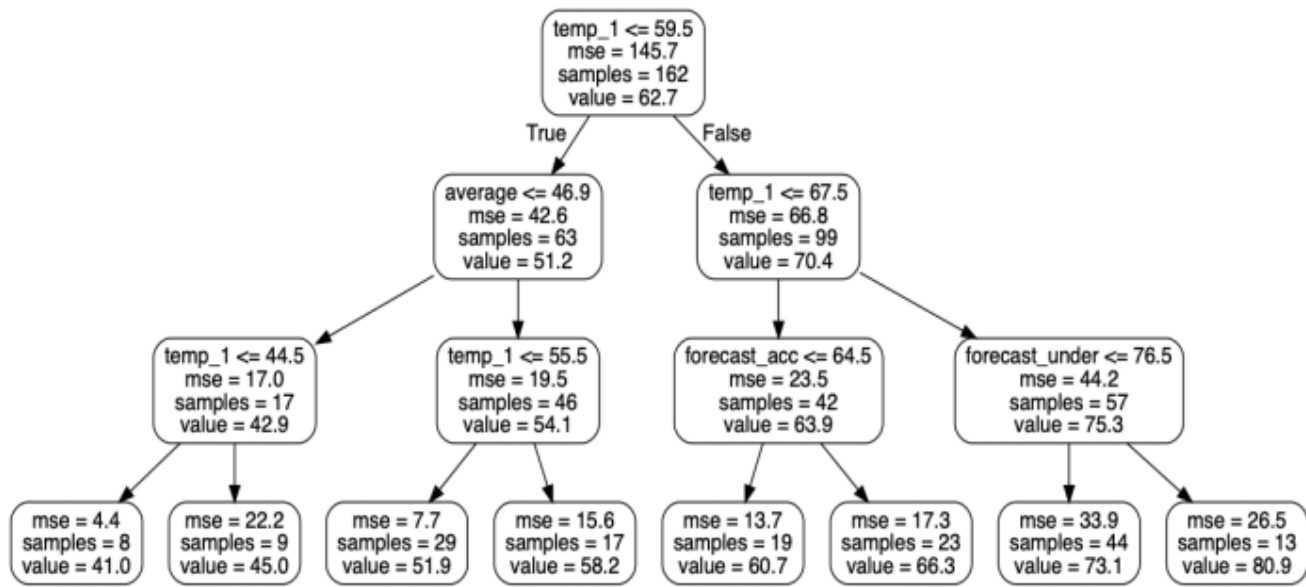 temp_1 <= 59.5
mse = 145.7
samples = 162
value = 62.7
True
False
average <= 46.9
mse = 42.6
samples = 63
value = 51.2
temp_1 <= 67.5
mse = 66.8
samples = 99
value = 70.4
temp_1 <= 44.5
mse = 17.0
samples = 17
value = 42.9
temp_1 <= 55.5
mse = 19.5
samples = 46
value = 54.1
forecast_acc <= 64.5
mse = 23.5
samples = 42
value = 63.9
forecast_under <= 76.5
mse = 44.2
samples = 57
value = 75.3
mse = 4.4
samples = 8
value = 41.0
mse = 22.2
samples = 9
value = 45.0
mse = 7.7
samples = 29
value = 51.9
mse = 15.6
samples = 17
value = 58.2
mse = 13.7
samples = 19
value = 60.7
mse = 17.3
samples = 23
value = 66.3
mse = 33.9
samples = 44
value = 73.1
mse = 26.5
samples = 13
value = 80.9